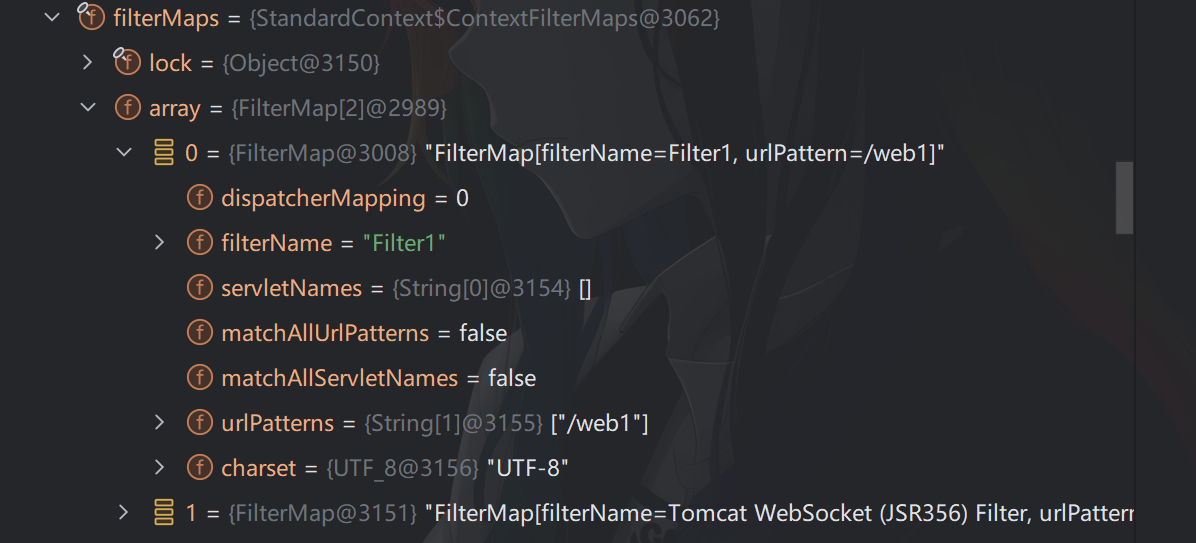 filterMaps = {StandardContext$ContextFilterMaps@3062}
lock = {Object@3150}
array = {FilterMap[2]@2989}
0 = {FilterMap@3008} "FilterMap[filterName=Filter1, urlPattern=/web1]"
dispatcherMapping = 0
filterName = "Filter1"
servletNames = {String[0]@3154} []
matchAllUrlPatterns = false
matchAllServletNames = false
urlPatterns = {String[1]@3155} ["/web1"]
charset = {UTF_8@3156} "UTF-8"
1 = {FilterMap@3151} "FilterMap[filterName=Tomcat WebSocket (JSR356) Filter, urlPattern